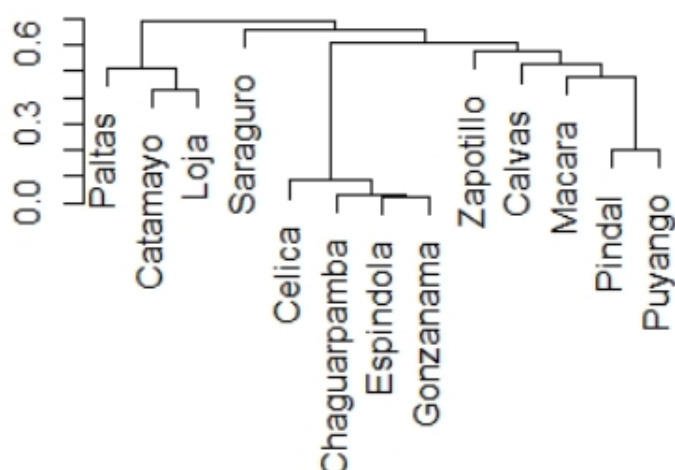 0.6
0.3
0.0
Paltas
Catamayo
Loja
Saraguro
Celica
Chaguarpamba
Espindola
Gonzanama
Zapotillo
Calvas
Macara
Pindal
Puyango